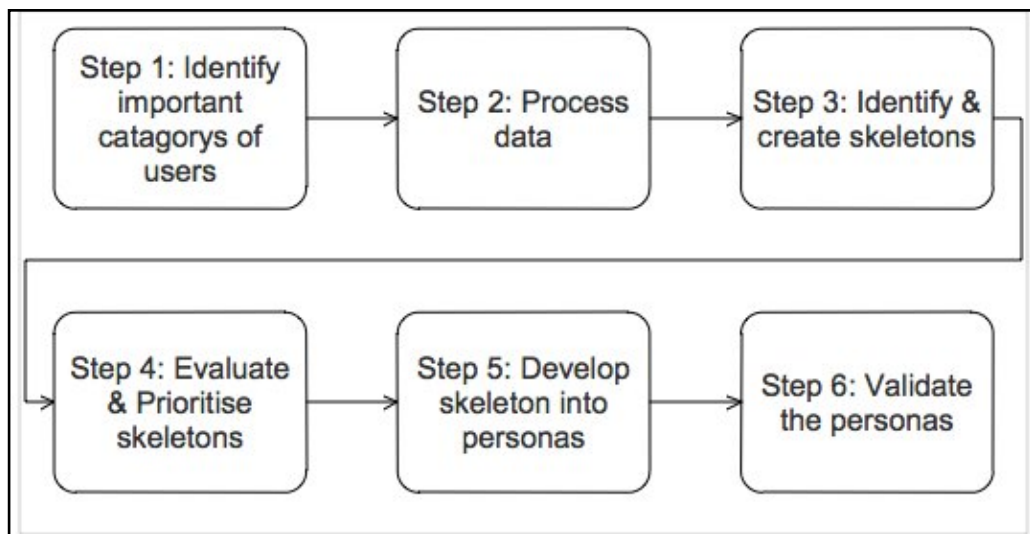 Step 1: Identify
important
catagorys of
users
Step 2: Process
data
Step 3: Identify &
create skeletons
Step 4: Evaluate
& Prioritise
skeletons
Step 5: Develop
skeleton into
personas
Step 6: Validate
the personas